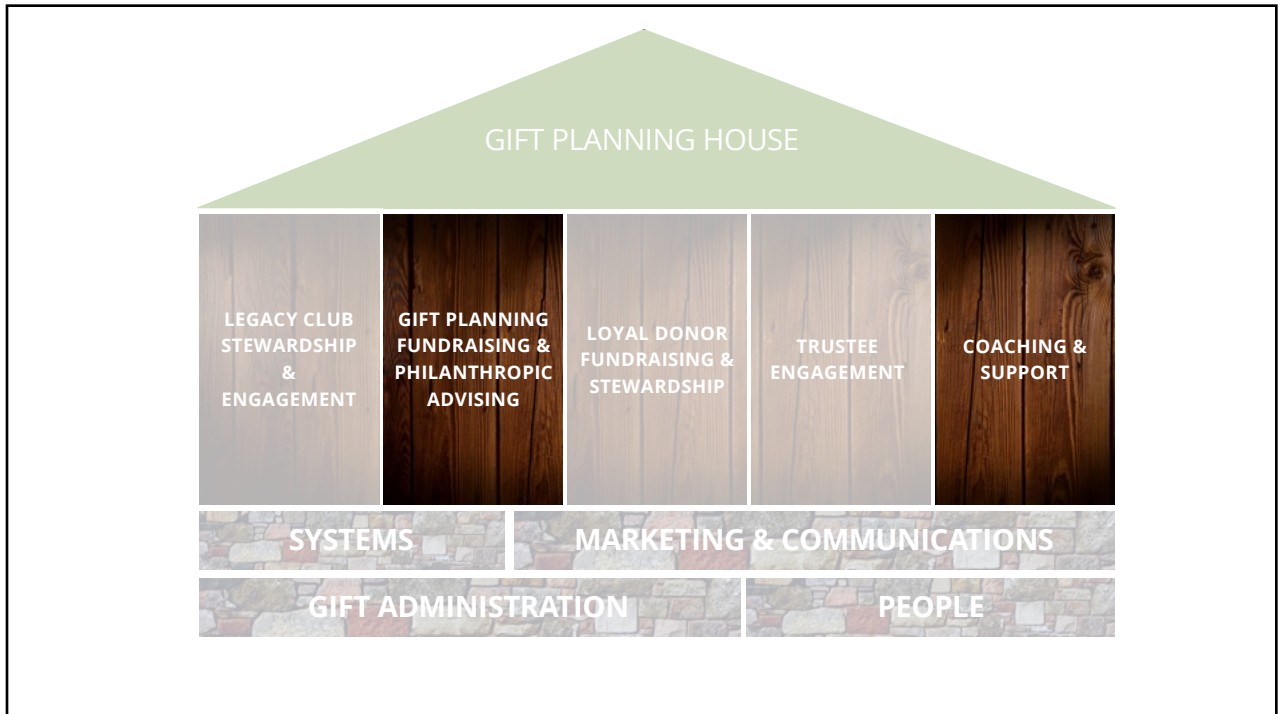 GIFT PLANNING HOUSE
LEGACY CLUB
STEWARDSHIP
&
ENGAGEMENT
GIFT PLANNING
FUNDRAISING &
PHILANTHROPIC
ADVISING
LOYAL DONOR
FUNDRAISING &
STEWARDSHIP
TRUSTEE
ENGAGEMENT
COACHING &
SUPPORT
SYSTEMS
MARKETING & COMMUNICATIONS
GIFT ADMINISTRATION
PEOPLE